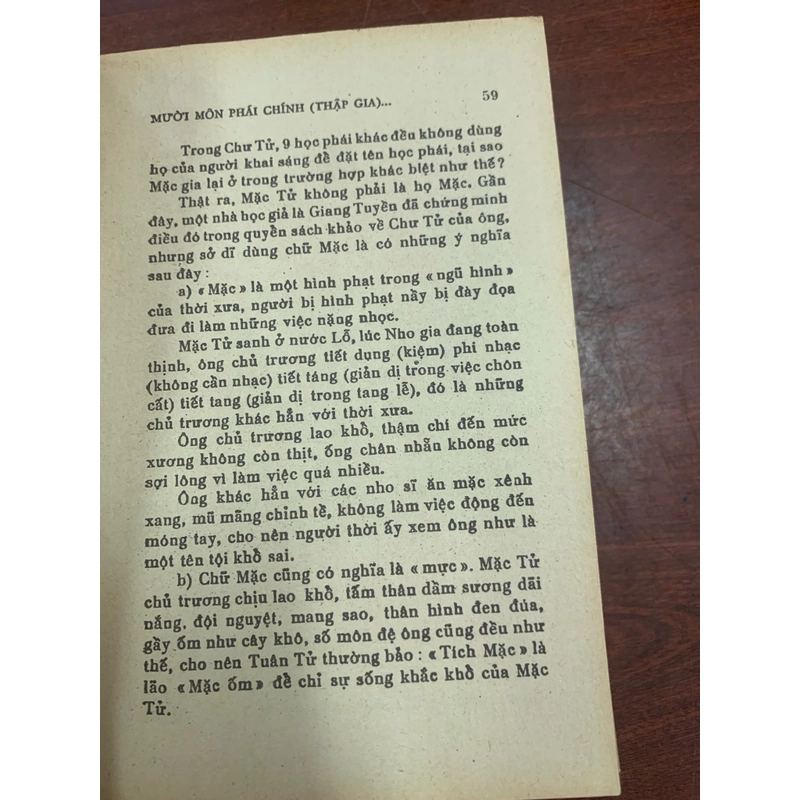 MƯỜI MÔN PHÁI CHÍNH (THẬP GIA)... 59
Trong Chư Tử, 9 học phái khác đều không dùng
họ của người khai sáng để đặt tên học phái, tại sao
Mặc gia lại ở trong trường hợp khác biệt như thế?
Thật ra, Mặc Tử không phải là họ Mặc. Gần
đây, một nhà học giả là Giang Tuyền đã chứng minh
điều đó trong quyển sách khảo về Chư Tử của ông,
nhưng sở dĩ dùng chữ Mặc là có những ý nghĩa
sau đây :
a) «Mặc» là một hình phạt trong «ngũ hình»
của thời xưa, người bị hình phạt nầy bị đày đọa
đưa đi làm những việc nặng nhọc.
Mặc Tử sanh ở nước Lỗ, lúc Nho gia đang toàn
thịnh, ông chủ trương tiết dụng (kiệm) phi nhạc
(không cần nhạc) tiết táng (giản dị trong việc chôn
cất) tiết tang (giản dị trong tang lễ), đó là những
chủ trương khác hẳn với thời xưa.
Ông chủ trương lao khổ, thậm chí đến mức
xương không còn thịt, ống chân nhẵn không còn
sợi lông vì làm việc quá nhiều.
Ông khác hẳn với các nho sĩ ăn mặc xênh
xang, mũ mãng chỉnh tề, không làm việc động đến
móng tay, cho nên người thời ấy xem ông như là
một tên tội khổ sai.
b) Chữ Mặc cũng có nghĩa là «mực». Mặc Tử
chủ trương chịu lao khổ, tấm thân dầm sương dãi
nắng, đội nguyệt, mang sao, thân hình đen đúa,
gầy ốm như cây khô, số môn đệ ông cũng đều như
thế, cho nên Tuân Tử thường bảo : «Tích Mặc» là
lão «Mặc ốm» để chỉ sự sống khắc khổ của Mặc
Tử.